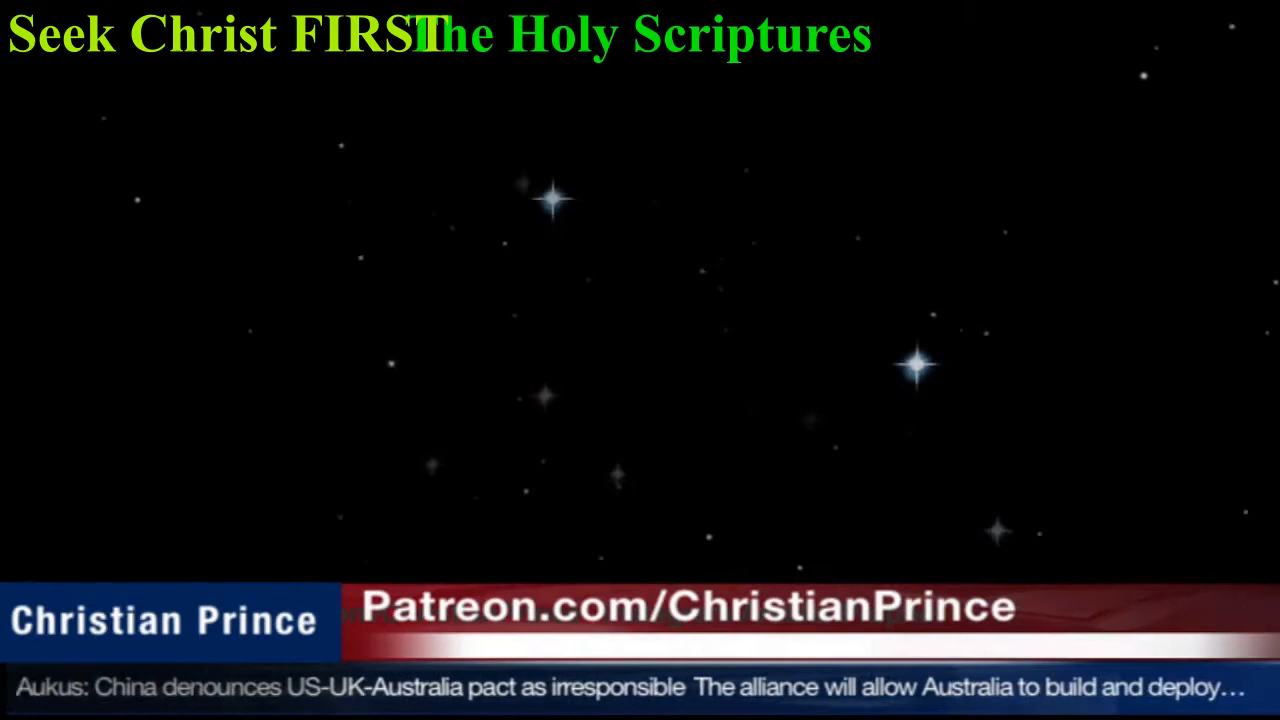 Seek Christ FIRST The Holy Scriptures
Christian Prince
Patreon.com/ChristianPrince
Aukus: China denounces US-UK-Australia pact as irresponsible The alliance will allow Australia to build and deploy…